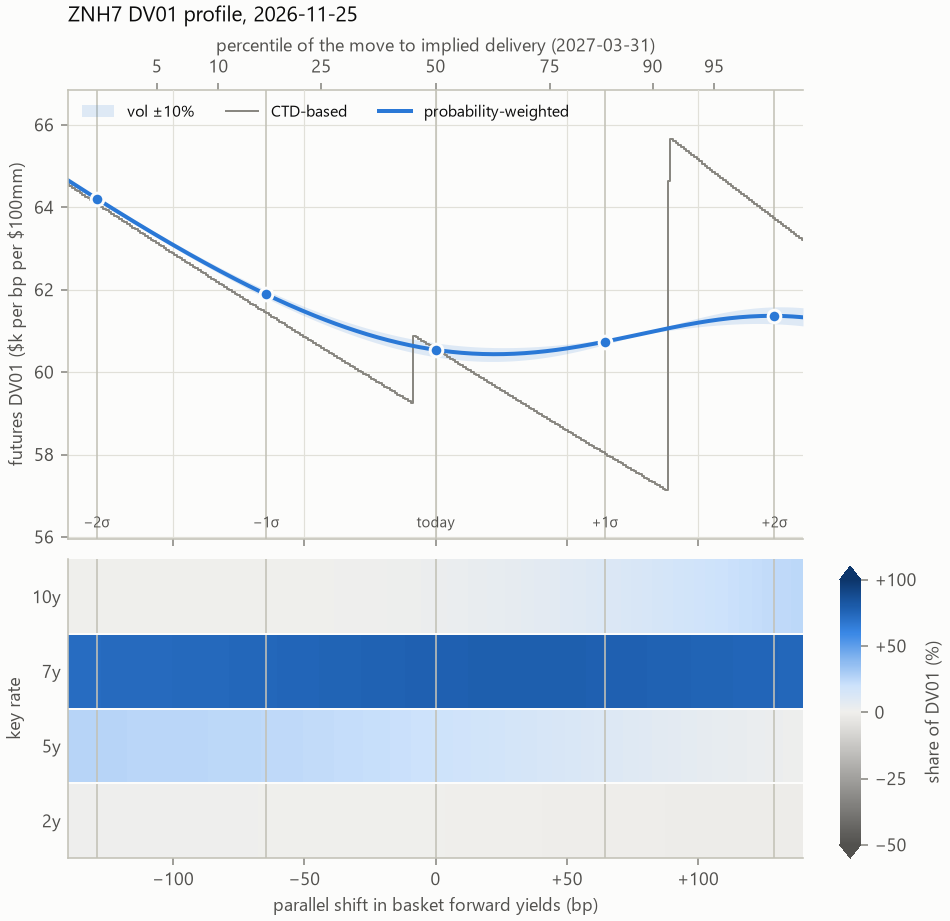 ZNH7 DV01 profile, 2026-11-25
percentile of the move to implied delivery (2027-03-31)
5 10 25 50 75 90 95
vol ±10% CTD-based probability-weighted
futures DV01 ($k per bp per $100mm)
66
64
62
60
58
56
−2σ −1σ today +1σ +2σ
key rate
10y
7y
5y
2y
−100 −50 0 +50 +100
parallel shift in basket forward yields (bp)
+100
+50
0
−25
−50
share of DV01 (%)